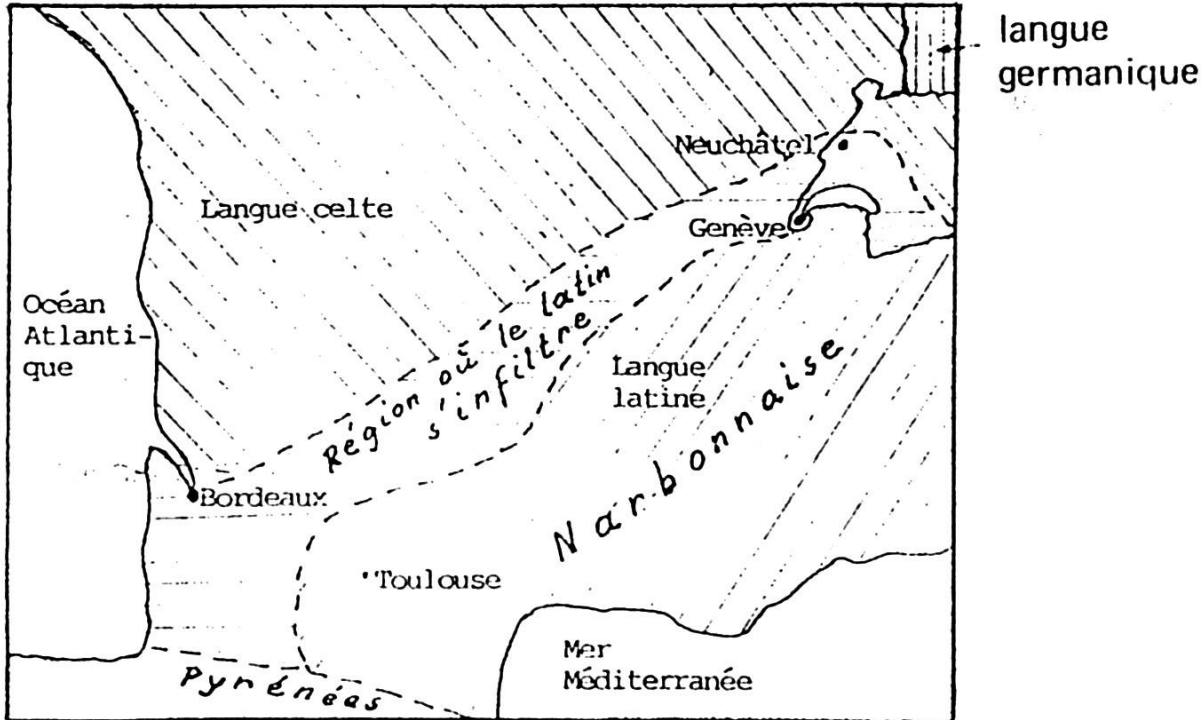 langue
germanique
Neuchâtel
Langue celte
Genève
Océan
Atlanti-
que
Région où le latin
s'infiltre
Langue
latine
Narbonnaise
Bordeaux
Toulouse
Mer
Méditerranée
Pyrénéas